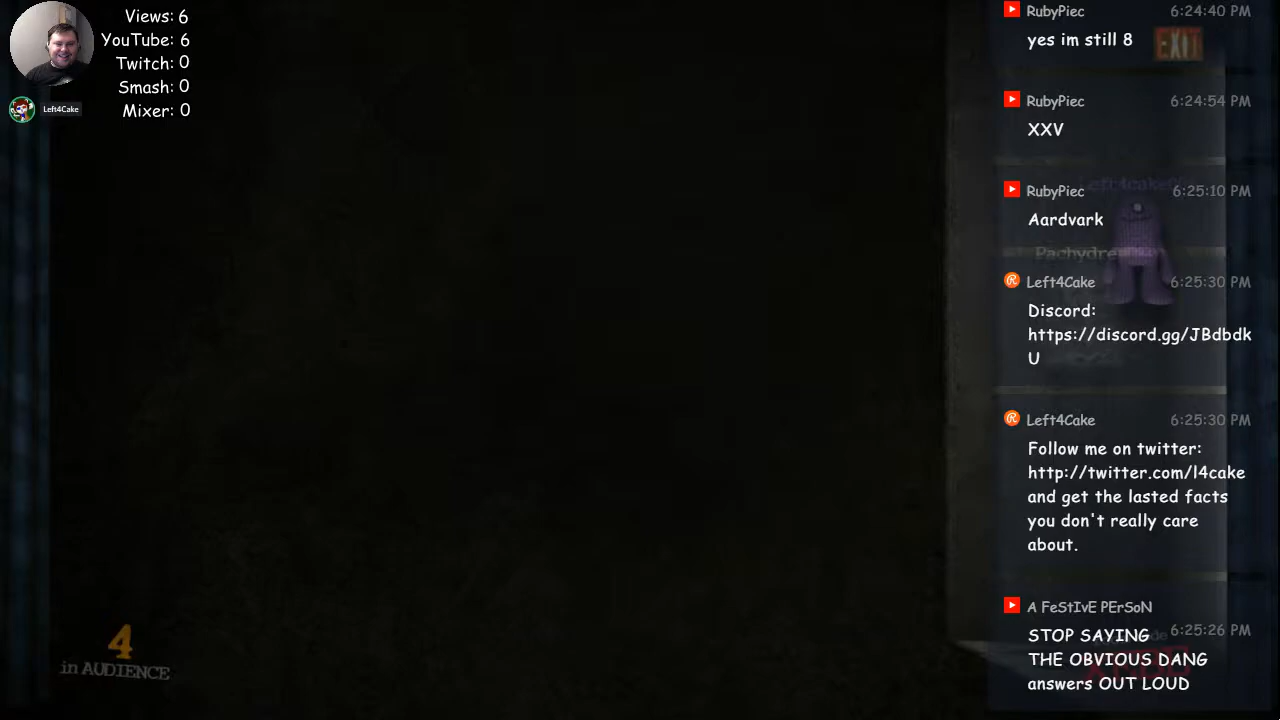 Views: 6
YouTube: 6
Twitch: 0
Smash: 0
Mixer: 0
Left4Cake
4
in AUDIENCE
EXIT
RubyPiec 6:24:40 PM
yes im still 8
RubyPiec 6:24:54 PM
XXV
RubyPiec 6:25:10 PM
Aardvark
Left4Cake 6:25:30 PM
Discord:
https://discord.gg/JBdbdk
U
Left4Cake 6:25:30 PM
Follow me on twitter:
http://twitter.com/l4cake
and get the lasted facts
you don't really care
about.
A FeStIvE PErSoN
6:25:26 PM
STOP SAYING
THE OBVIOUS DANG
answers OUT LOUD